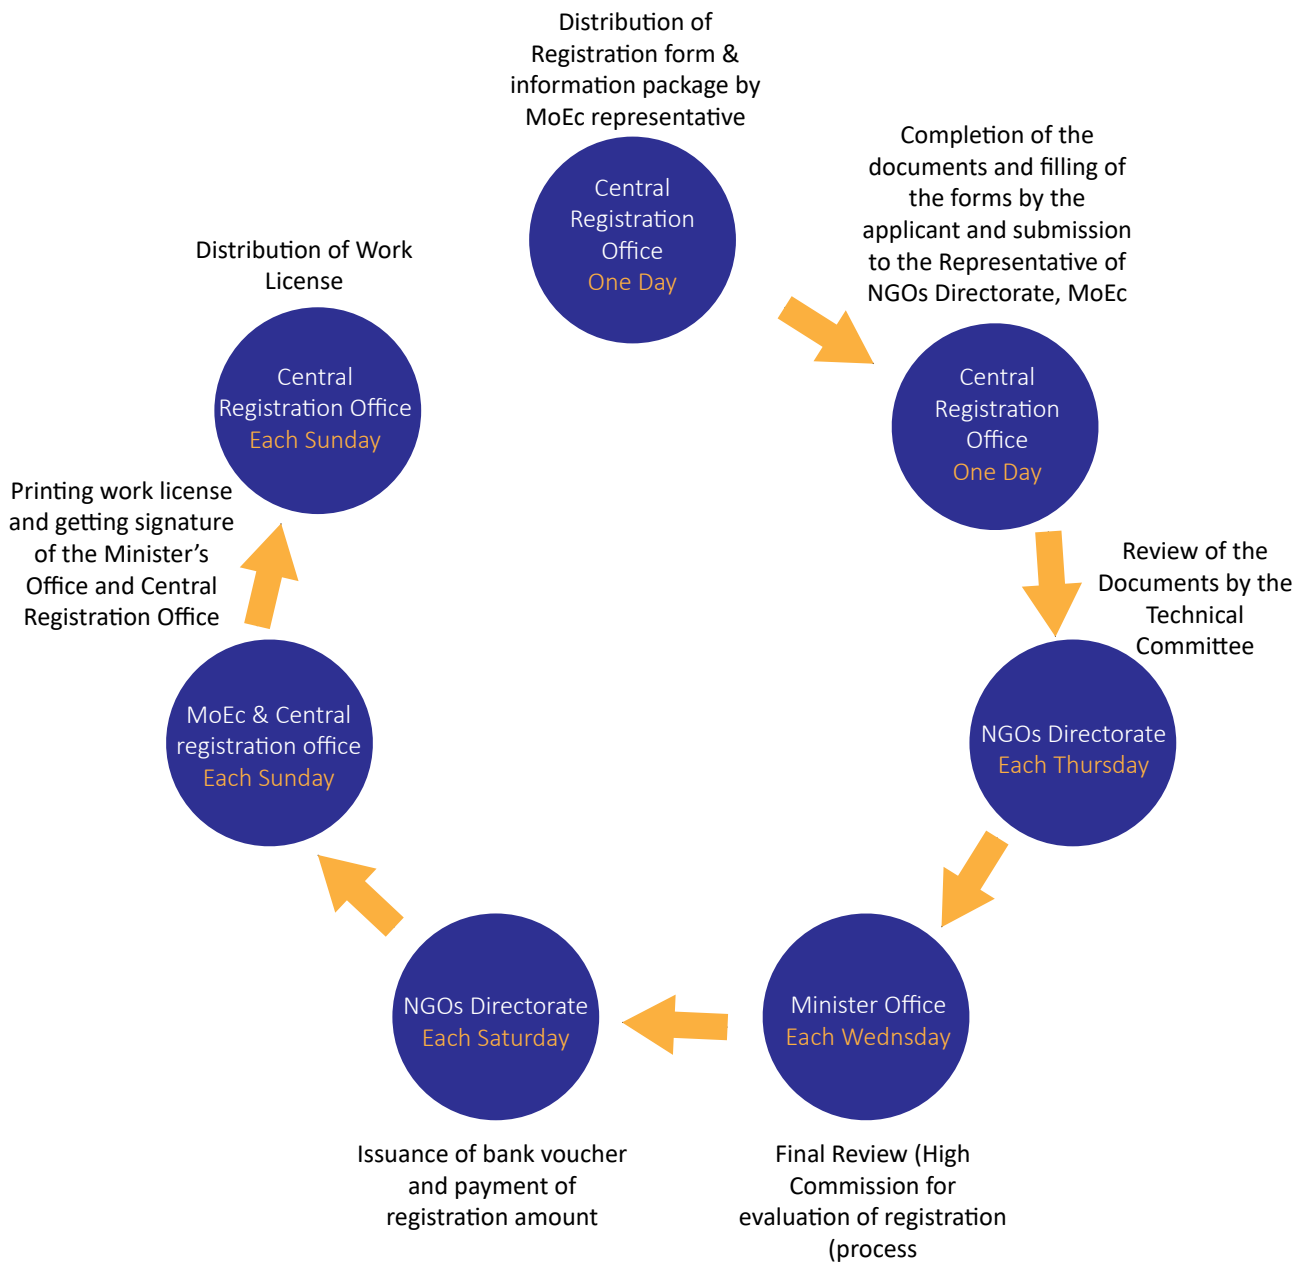 Distribution of
Registration form &
information package by
MoEc representative
Central
Registration
Office
One Day
Completion of the
documents and filling of
the forms by the
applicant and submission
to the Representative of
NGOs Directorate, MoEc
Central
Registration
Office
One Day
Review of the
Documents by the
Technical
Committee
NGOs Directorate
Each Thursday
Minister Office
Each Wednsday
Final Review (High
Commission for
evaluation of registration
(process
NGOs Directorate
Each Saturday
Issuance of bank voucher
and payment of
registration amount
MoEc & Central
registration office
Each Sunday
Printing work license
and getting signature
of the Minister’s
Office and Central
Registration Office
Central
Registration Office
Each Sunday
Distribution of Work
License